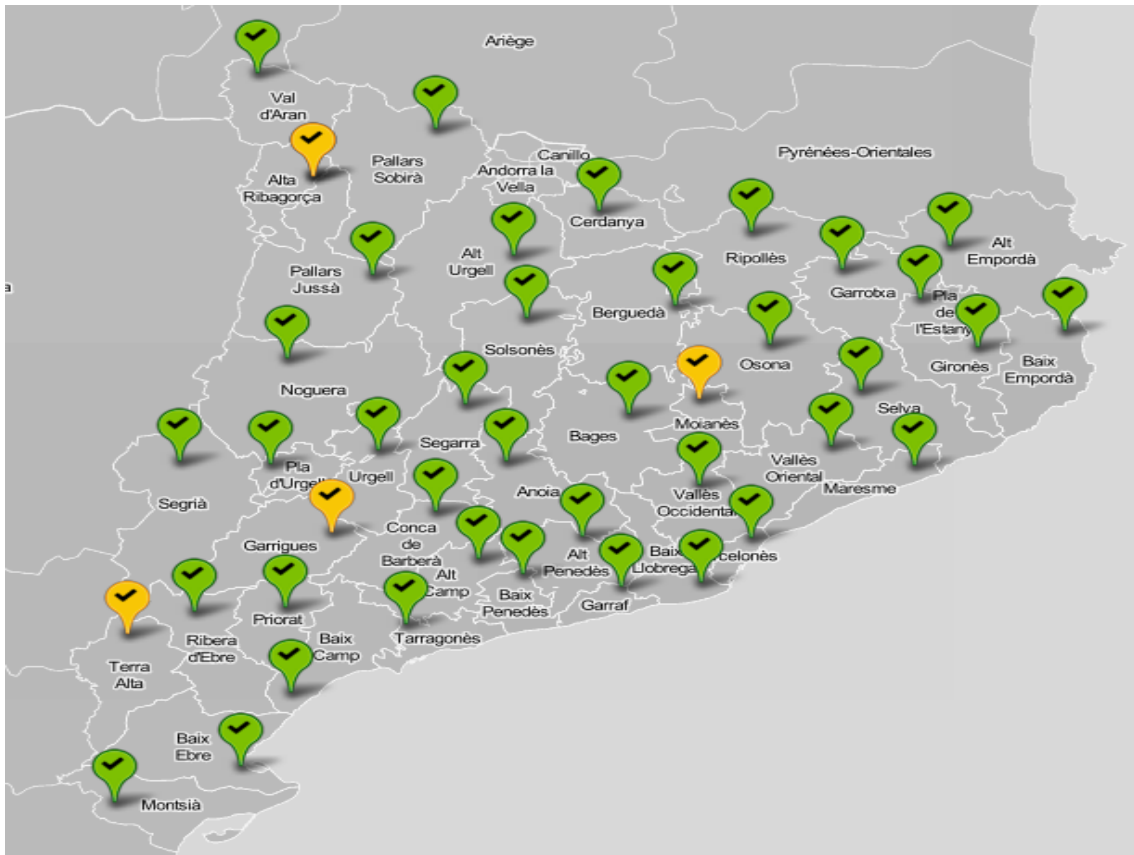 Ariège
Val
d'Aran
Canillo
Pyrénées-Orientales
Pallars
Sobirà
Andorra la
Vella
Alta
Ribagorça
Cerdanya
Alt
Empordà
Alt
Urgell
Ripollès
Pallars
Jussà
a
Garrotxa
Pla
de
l'Estany
Berguedà
Solsonès
Osona
Gironès
Baix
Empordà
Noguera
Selva
Moianès
Bages
Segarra
Pla
d'Urgell
Urgell
Vallès
Oriental
Maresme
Segrià
Anoia
Vallès
Occidental
Conca
de
Barberà
Garrigues
Alt
Penedès
Baix
Llobrega
rcelonès
Alt
Camp
Baix
Penedès
Garraf
Priorat
Tarragonès
Ribera
d'Ebre
Baix
Camp
Terra
Alta
Baix
Ebre
Montsià